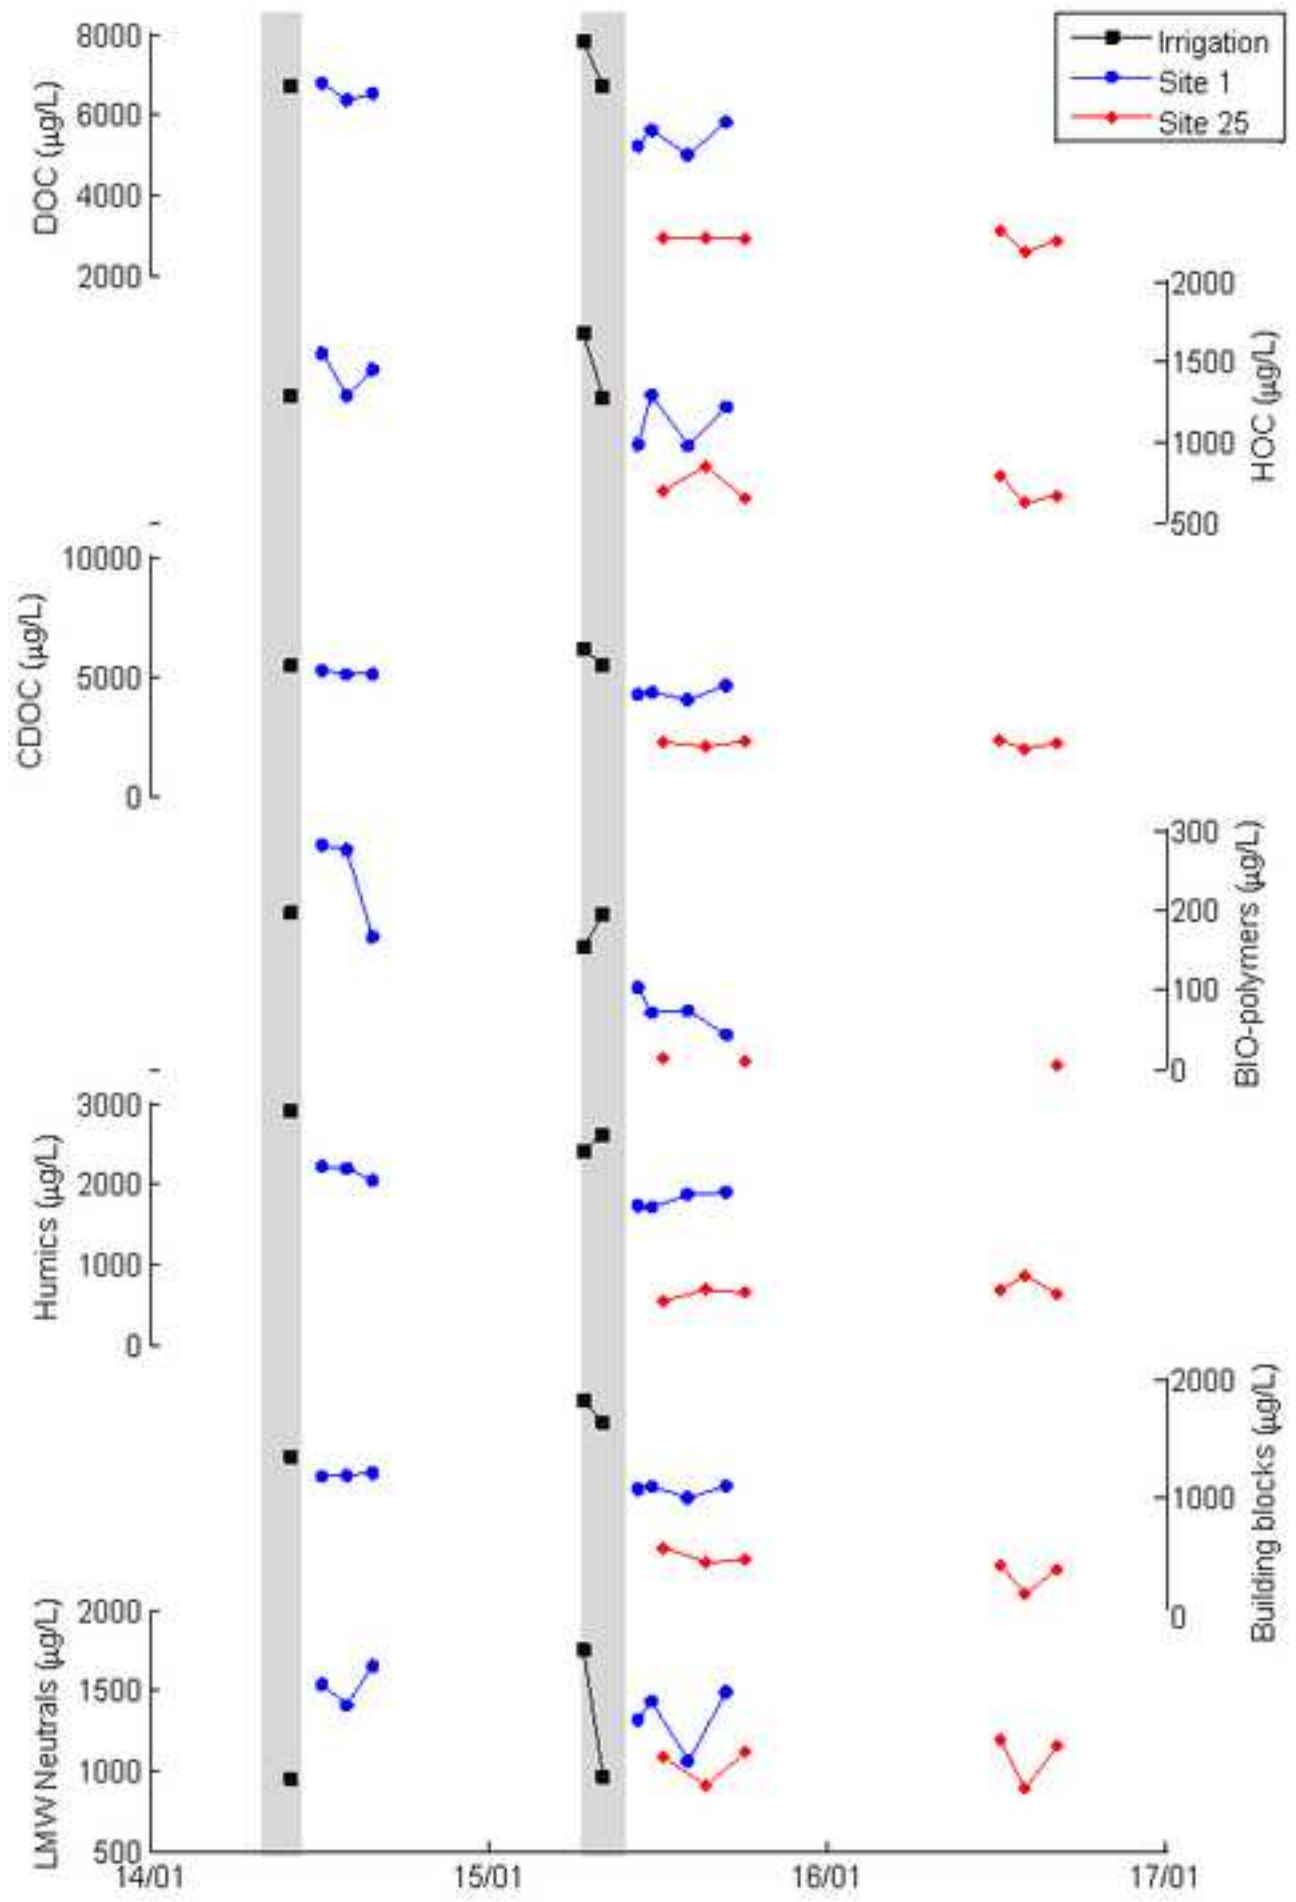 Irrigation
Site 1
Site 25
8000
6000
4000
2000
DOC (µg/L)
2000
1500
1000
500
HOC (µg/L)
10000
5000
0
CDOC (µg/L)
300
200
100
0
BIO-polymers (µg/L)
3000
2000
1000
0
Humics (µg/L)
2000
1000
0
Building blocks (µg/L)
2000
1500
1000
500
LMW Neutrals (µg/L)
14/01 15/01 16/01 17/01